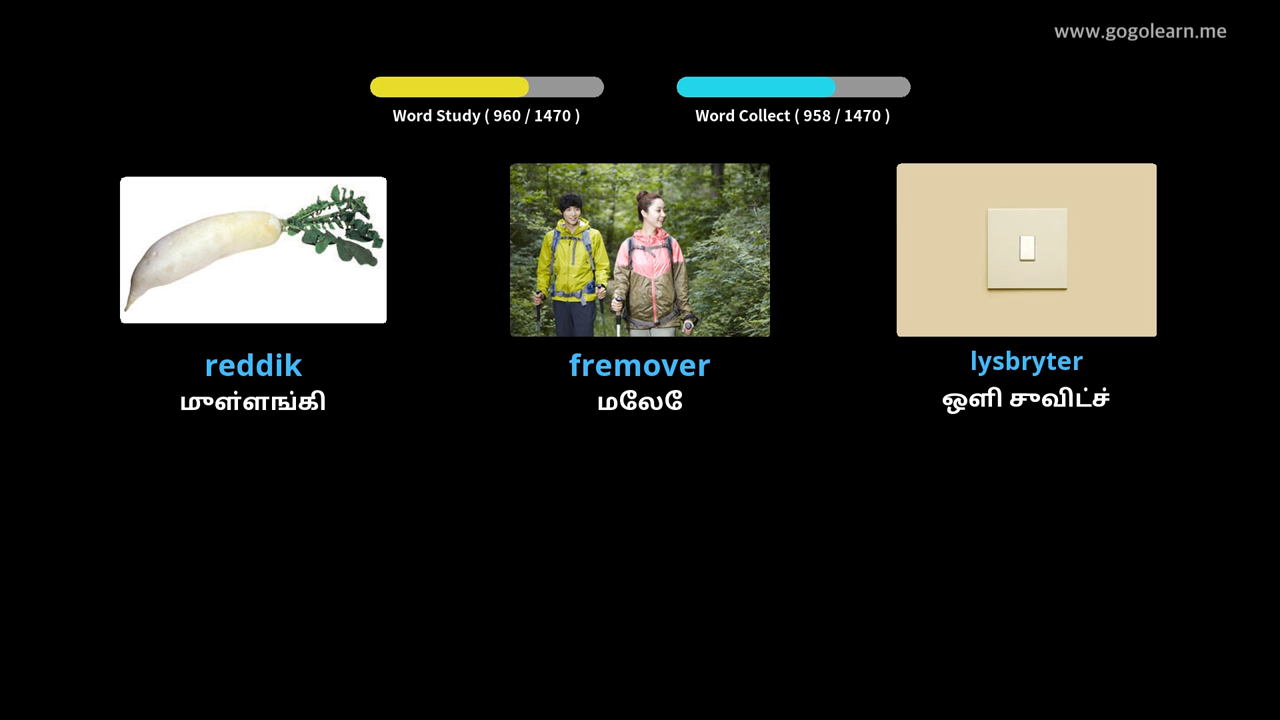 www.gogolearn.me
Word Study ( 960 / 1470 )
Word Collect ( 958 / 1470 )
reddik
முள்ளங்கி
fremover
மலேே
lysbryter
ஒளி சுவிட்ச்